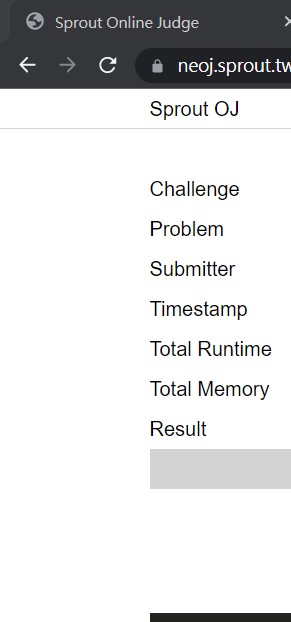 Sprout Online Judge
neoj.sprout.tw
Sprout OJ
Challenge
Problem
Submitter
Timestamp
Total Runtime
Total Memory
Result